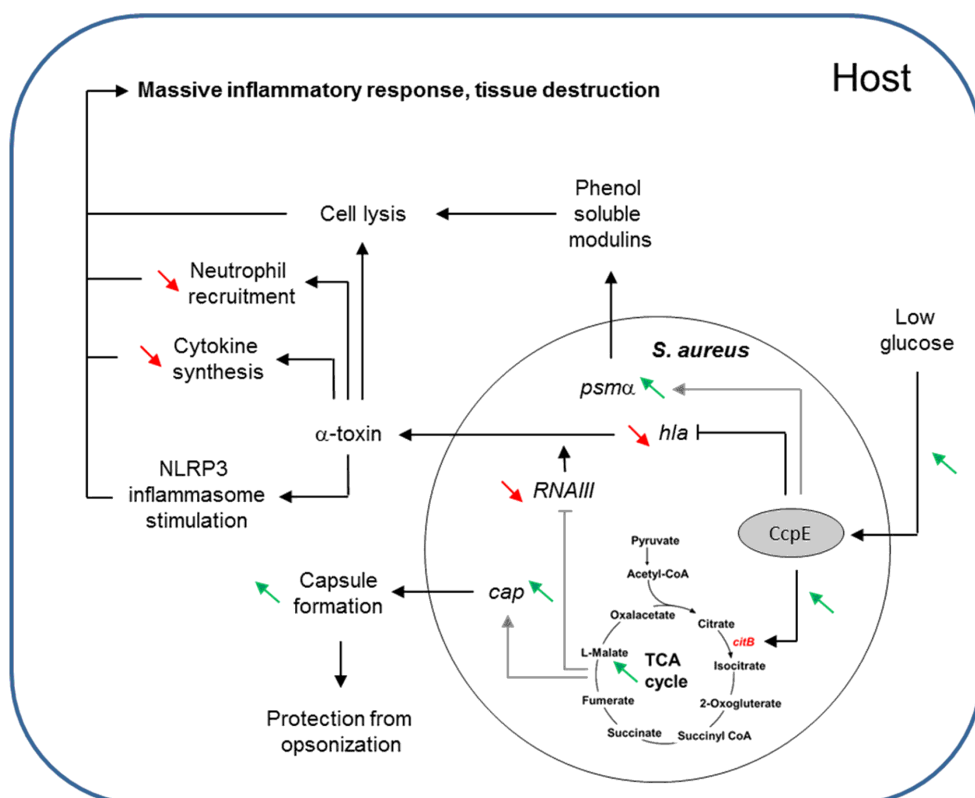 Host
Massive inflammatory response, tissue destruction
Phenol
soluble
modulins
Cell lysis
Neutrophil
recruitment
Low
glucose
Cytokine
synthesis
S. aureus
psmα
hla
α-toxin
NLRP3
inflammasome
stimulation
RNAIII
CcpE
Pyruvate
Acetyl-CoA
Capsule
formation
cap
Oxalacetate
Citrate
citB
L-Malate
TCA
cycle
Isocitrate
Fumerate
2-Oxogluterate
Succinate
Succinyl CoA
Protection from
opsonization